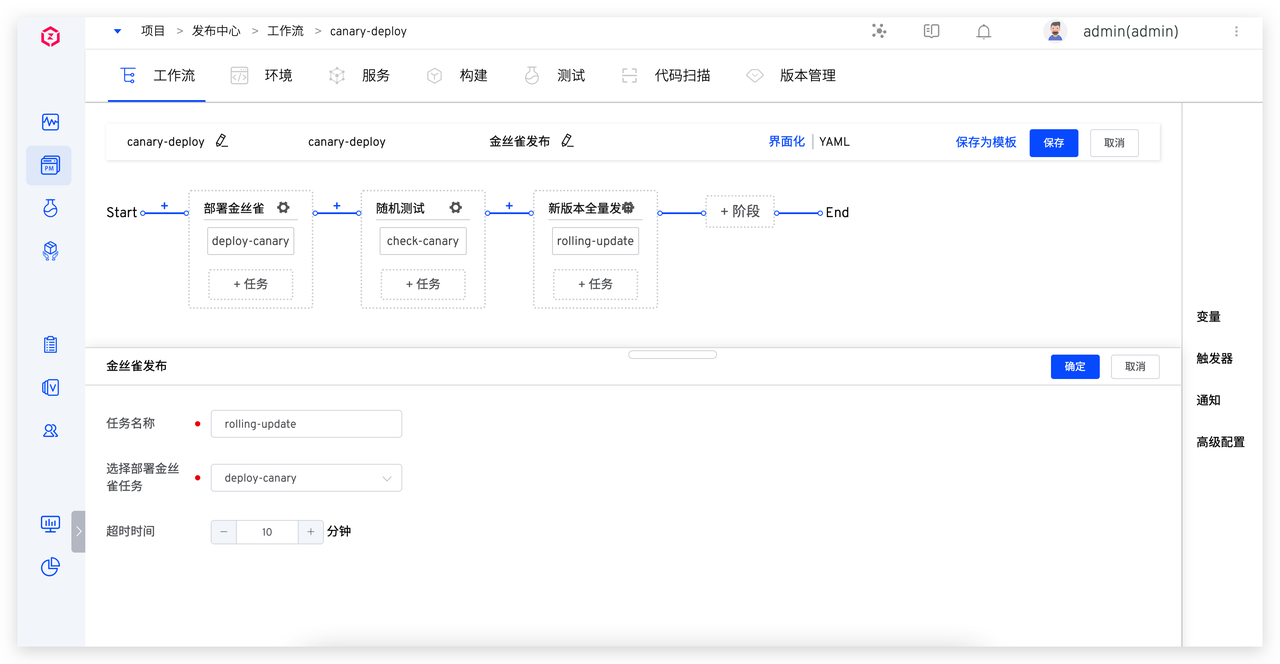 项目 > 发布中心 > 工作流 > canary-deploy
admin(admin)
工作流 环境 服务 构建 测试 代码扫描 版本管理
canary-deploy canary-deploy 金丝雀发布 界面化 | YAML 保存为模板 保存 取消
Start + 部署金丝雀 + 随机测试 + 新版本全量发 + 阶段 End
deploy-canary check-canary rolling-update
+ 任务 + 任务 + 任务
变量
触发器
通知
高级配置
金丝雀发布 确定 取消
任务名称 rolling-update
选择部署金丝
雀任务
deploy-canary
超时时间 − 10 + 分钟
PM
V